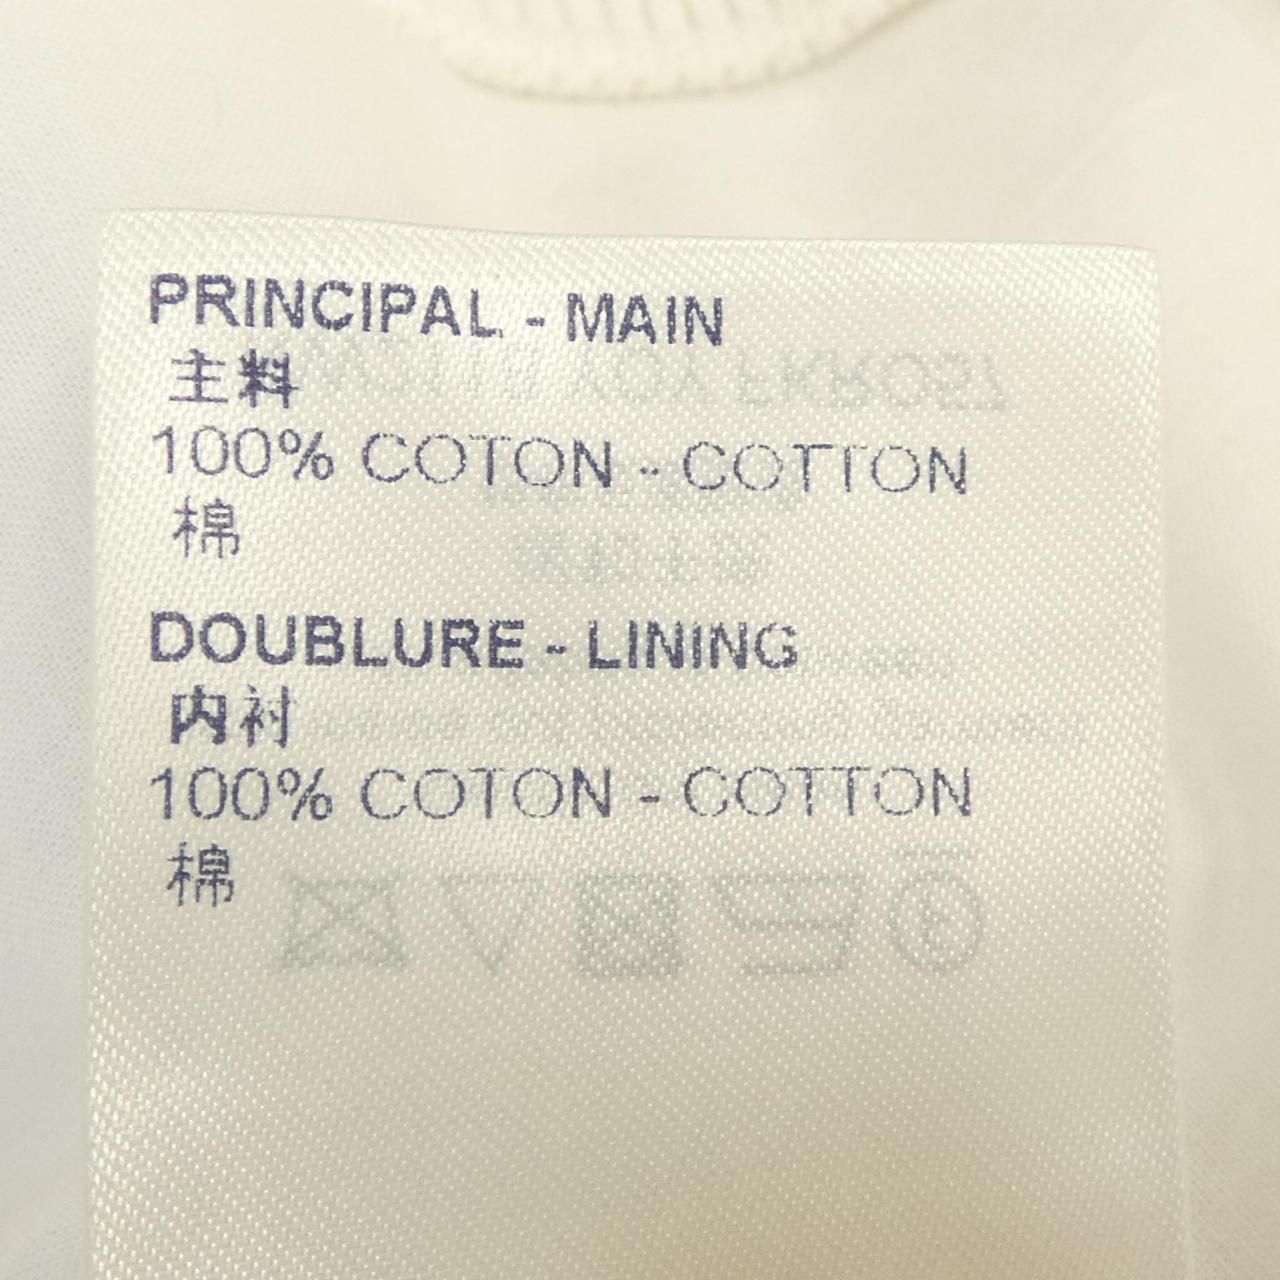 PRINCIPAL - MAIN
主料
100% COTON - COTTON
棉
DOUBLURE - LINING
内衬
100% COTON - COTTON
棉